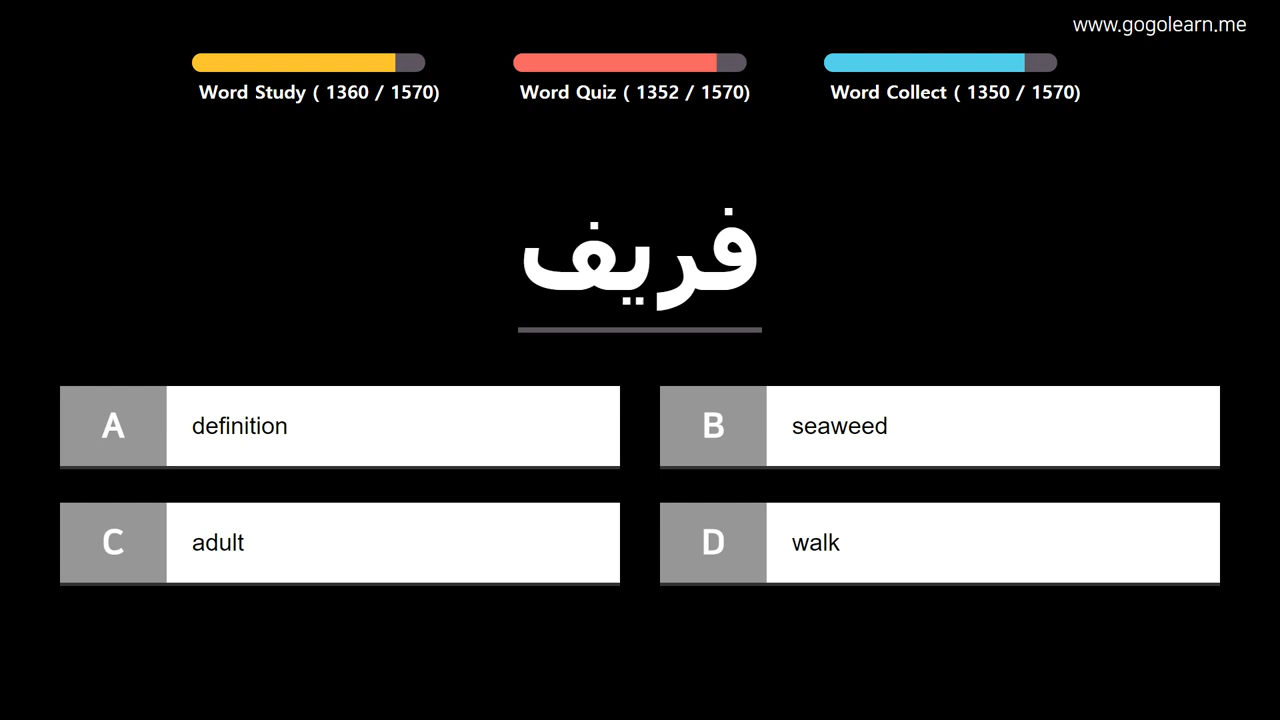 www.gogolearn.me
Word Study ( 1360 / 1570)
Word Quiz ( 1352 / 1570)
Word Collect ( 1350 / 1570)
فريف
A definition
B seaweed
C adult
D walk